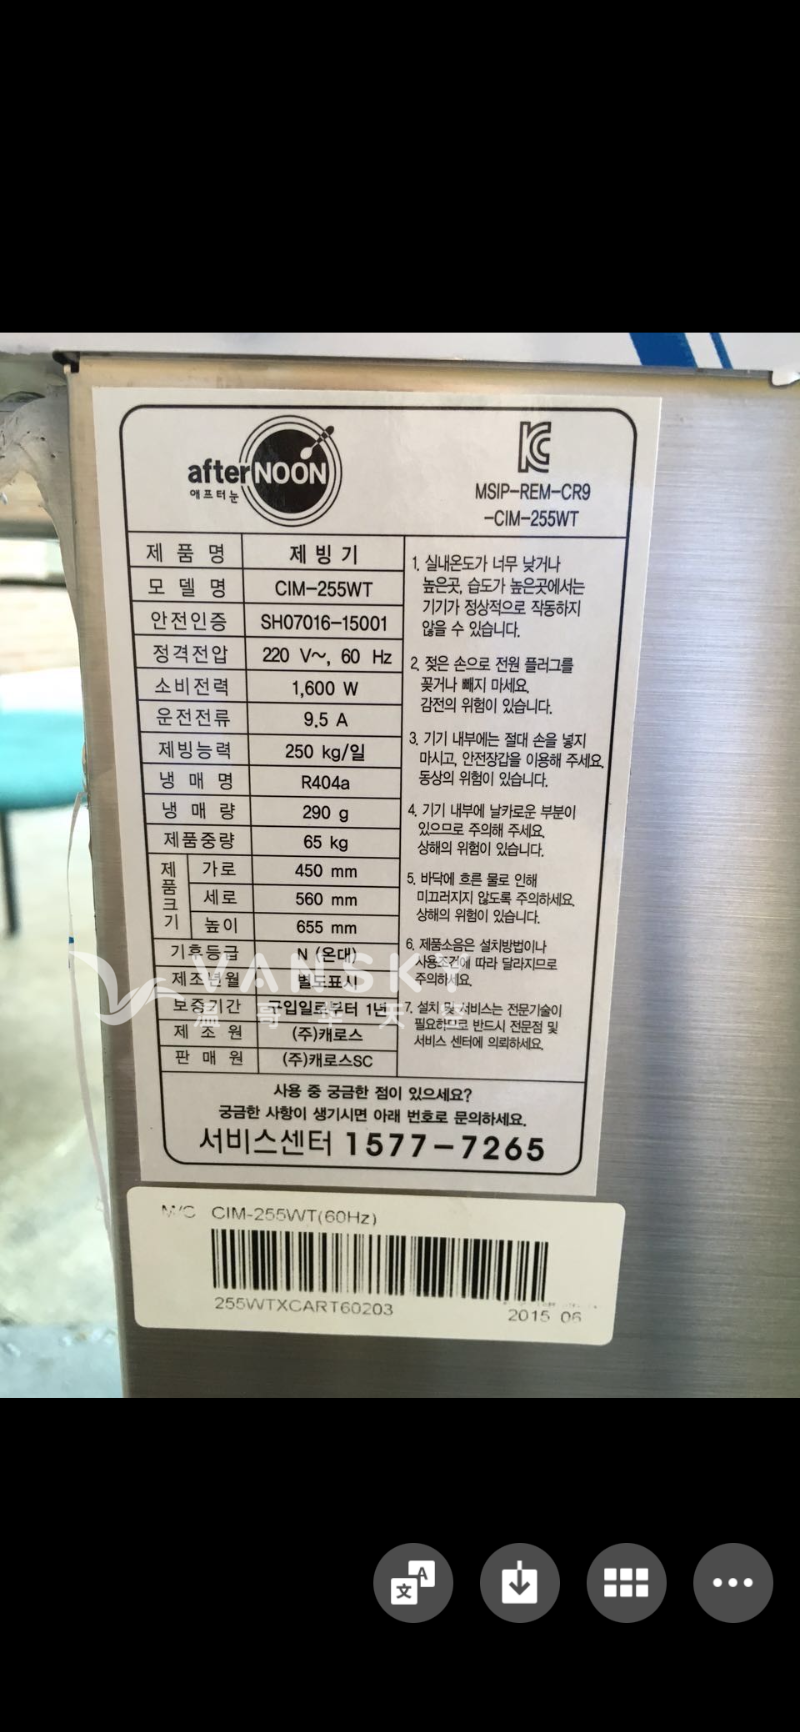 afterNOON
애프터눈
MSIP-REM-CR9
-CIM-255WT
제품명 제빙기
모델명 CIM-255WT
안전인증 SH07016-15001
정격전압 220 V~, 60 Hz
소비전력 1,600 W
운전전류 9.5 A
제빙능력 250 kg/일
냉매명 R404a
냉매량 290 g
제품중량 65 kg
제품크기 가로 450 mm
세로 560 mm
높이 655 mm
기후등급 N (온대)
제조년월 별도표시
보증기간 구입일로부터 1년
제조원 (주)캐로스
판매원 (주)캐로스SC
1. 실내온도가 너무 낮거나
높은곳, 습도가 높은곳에서는
기기가 정상적으로 작동하지
않을 수 있습니다.
2. 젖은 손으로 전원 플러그를
꽂거나 빼지 마세요.
감전의 위험이 있습니다.
3. 기기 내부에는 절대 손을 넣지
마시고, 안전장갑을 이용해 주세요.
동상의 위험이 있습니다.
4. 기기 내부에 날카로운 부분이
있으므로 주의해 주세요.
상해의 위험이 있습니다.
5. 바닥에 흐른 물로 인해
미끄러지지 않도록 주의하세요.
상해의 위험이 있습니다.
6. 제품소음은 설치방법이나
사용조건에 따라 달라지므로
주의하세요.
7. 설치 및 서비스는 전문기술이
필요하므로 반드시 전문점 및
서비스 센터에 의뢰하세요.
VANSKY
사용 중 궁금한 점이 있으세요?
궁금한 사항이 생기시면 아래 번호로 문의하세요.
서비스센터 1577-7265
M/C CIM-255WT(60Hz)
255WTXCART60203
2015 06